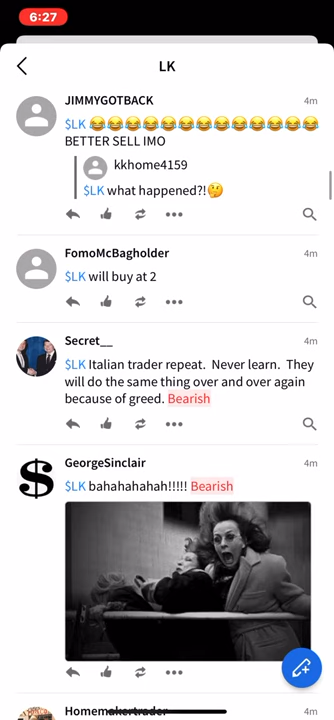 6:27
LK
JIMMYGOTBACK
4m
$LK 😂😂😂😂😂😂😂😂😂😂😂😂😂
BETTER SELL IMO
kkhome4159
$LK what happened?!🤔
FomoMcBagholder
4m
$LK will buy at 2
Secret__
4m
$LK Italian trader repeat. Never learn. They
will do the same thing over and over again
because of greed. Bearish
GeorgeSinclair
4m
$LK bahahahahah!!!!! Bearish
Homemakertrader
4m